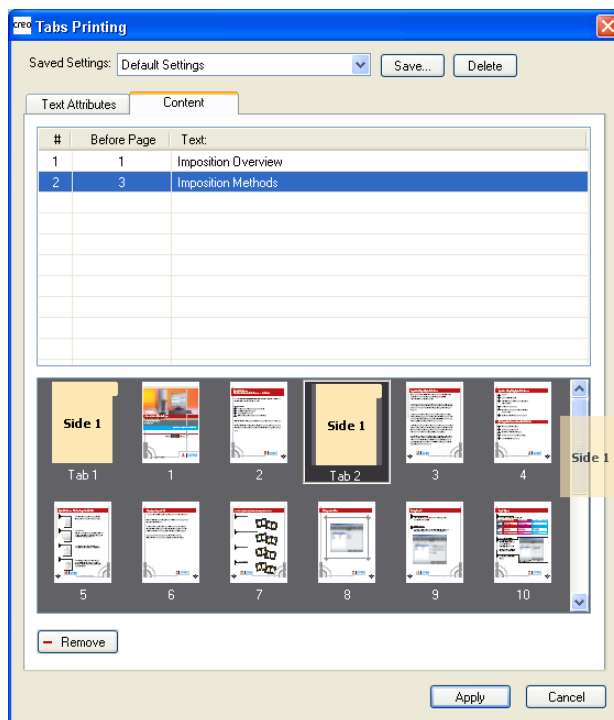 creo Tabs Printing
Saved Settings: Default Settings Save... Delete
Text Attributes Content
# Before Page Text:
1 1 Imposition Overview
2 3 Imposition Methods
Side 1 Side 1
Side 1
Tab 1 1 2 Tab 2 3 4
5 6 7 8 9 10
Remove
Apply Cancel